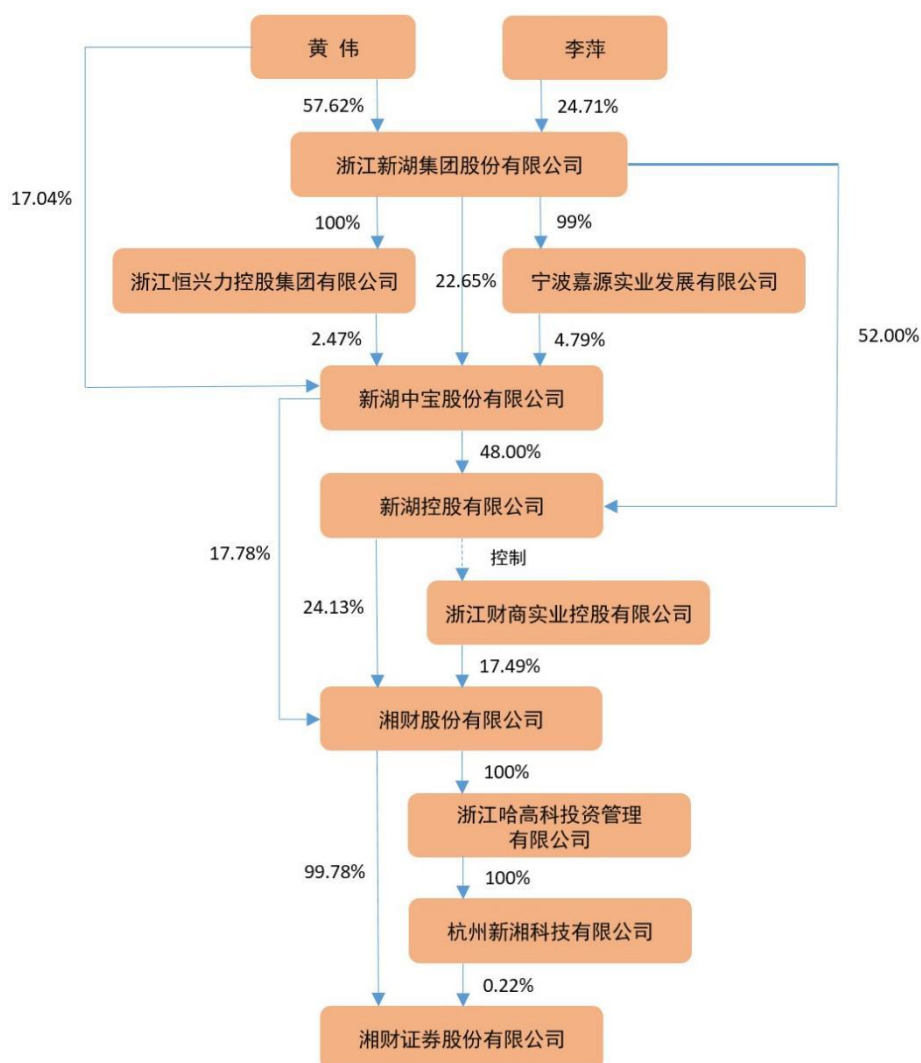 黄 伟
李萍
57.62%
24.71%
浙江新湖集团股份有限公司
17.04%
100%
99%
浙江恒兴力控股集团有限公司
22.65%
宁波嘉源实业发展有限公司
2.47%
4.79%
52.00%
新湖中宝股份有限公司
48.00%
新湖控股有限公司
17.78%
控制
24.13%
浙江财商实业控股有限公司
17.49%
湘财股份有限公司
100%
浙江哈高科投资管理
有限公司
99.78%
100%
杭州新湘科技有限公司
0.22%
湘财证券股份有限公司